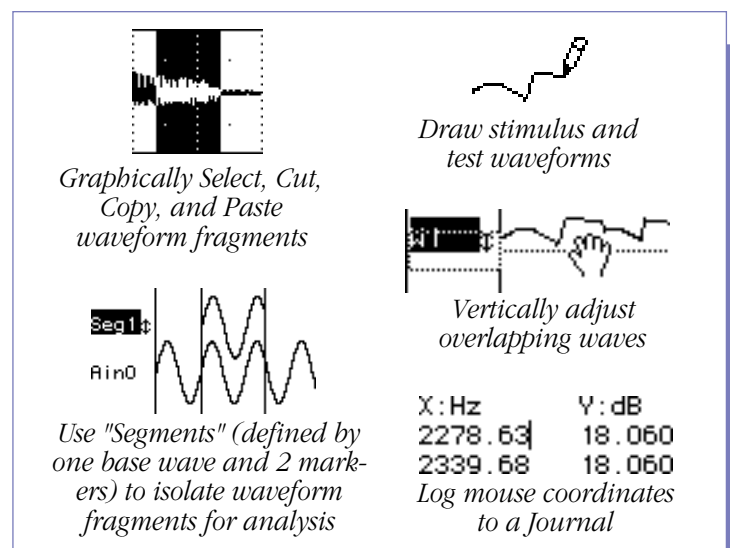 Graphically Select, Cut,
Copy, and Paste
waveform fragments
Seg1
Ain0
Use "Segments" (defined by
one base wave and 2 mark-
ers) to isolate waveform
fragments for analysis
Draw stimulus and
test waveforms
Vertically adjust
overlapping waves
X:Hz Y:dB
2278.63 18.060
2339.68 18.060
Log mouse coordinates
to a Journal